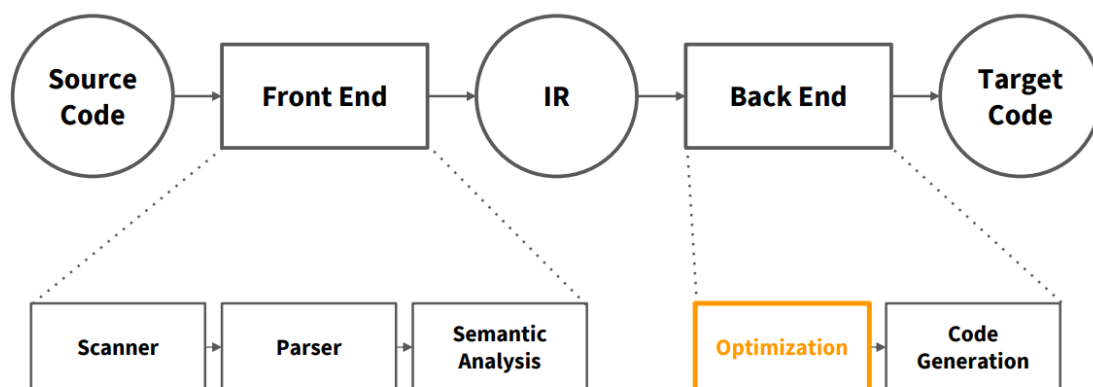 Source
Code
Front End
IR
Back End
Target
Code
Scanner
Parser
Semantic
Analysis
Optimization
Code
Generation